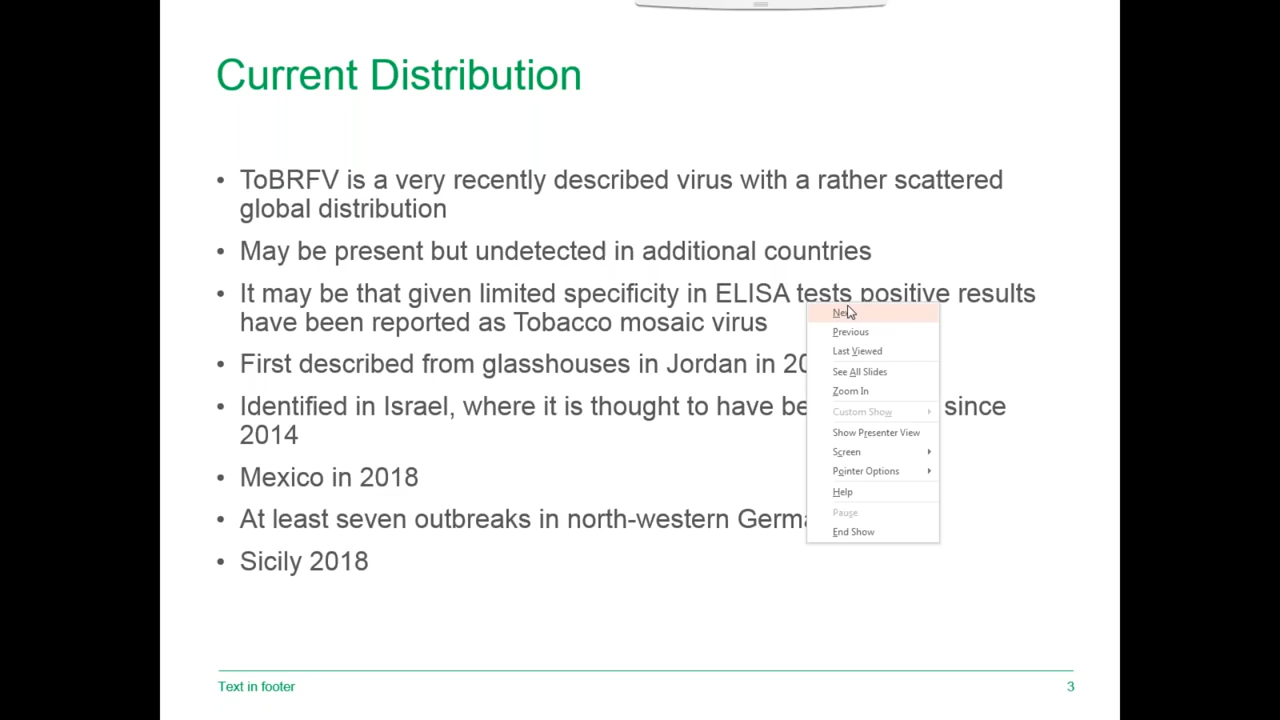 Current Distribution
• ToBRFV is a very recently described virus with a rather scattered
global distribution
• May be present but undetected in additional countries
• It may be that given limited specificity in ELISA tests positive results
have been reported as Tobacco mosaic virus
• First described from glasshouses in Jordan in 20
• Identified in Israel, where it is thought to have be since
2014
• Mexico in 2018
• At least seven outbreaks in north-western Germa
• Sicily 2018
Previous
Last Viewed
See All Slides
Zoom In
Custom Show
Show Presenter View
Screen
Pointer Options
Help
Pause
End Show
Text in footer
3